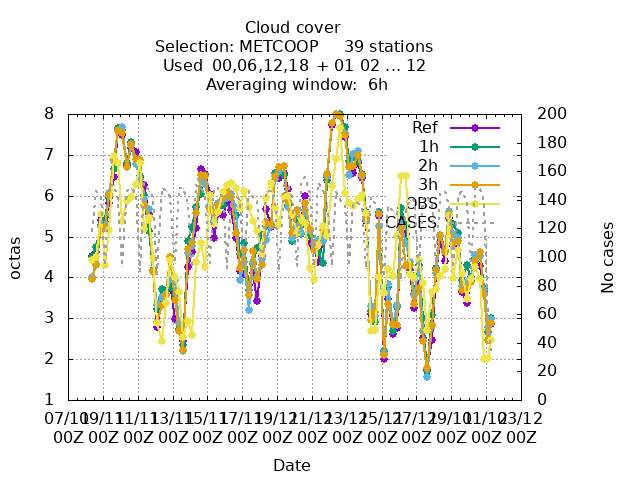 Cloud cover
Selection: METCOOP 39 stations
Used 00,06,12,18 + 01 02 ... 12
Averaging window: 6h
8 200
7 180
6 160
5 140
4 120
3 100
2 80
1 60
40
20
0
Ref
1h
2h
3h
OBS
CASES
octas
No cases
07/10 09/11 11/11 13/11 15/11 17/11 19/11 21/11 23/12 25/12 27/12 29/10 01/12 23/12
00Z 00Z 00Z 00Z 00Z 00Z 00Z 00Z 00Z 00Z 00Z 00Z 00Z 00Z
Date